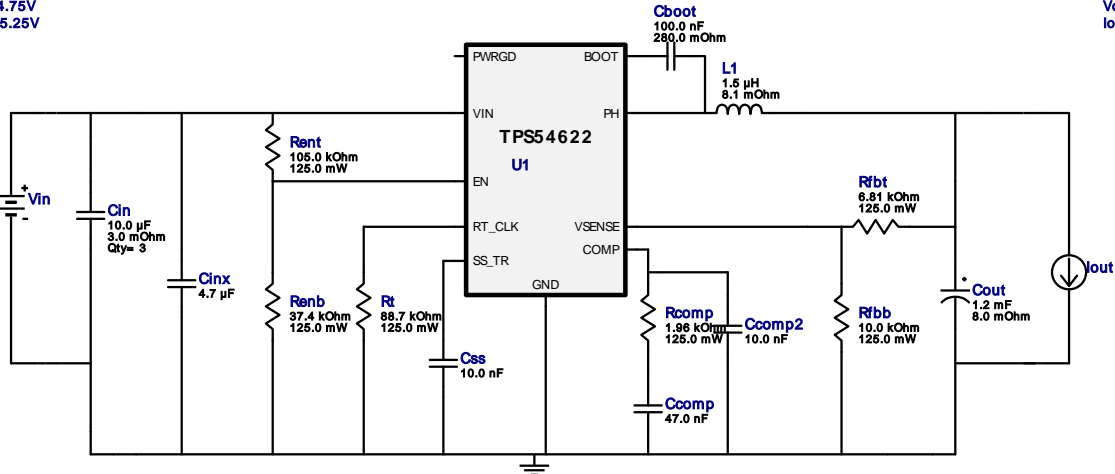 4.75V
5.25V
Cboot
100.0 nF
280.0 mOhm
PWRGD
BOOT
L1
1.5 µH
8.1 mOhm
VIN
PH
TPS54622
U1
Rent
105.0 kOhm
125.0 mW
EN
Vin
+
-
Cin
10.0 µF
3.0 mOhm
Qty= 3
Rfbt
6.81 kOhm
125.0 mW
RT_CLK
VSENSE
COMP
SS_TR
GND
Cinx
4.7 µF
Renb
37.4 kOhm
125.0 mW
Rt
88.7 kOhm
125.0 mW
Rcomp
1.96 kOhm
125.0 mW
Ccomp2
10.0 nF
Rfbb
10.0 kOhm
125.0 mW
Cout
1.2 mF
8.0 mOhm
Iout
Css
10.0 nF
Ccomp
47.0 nF